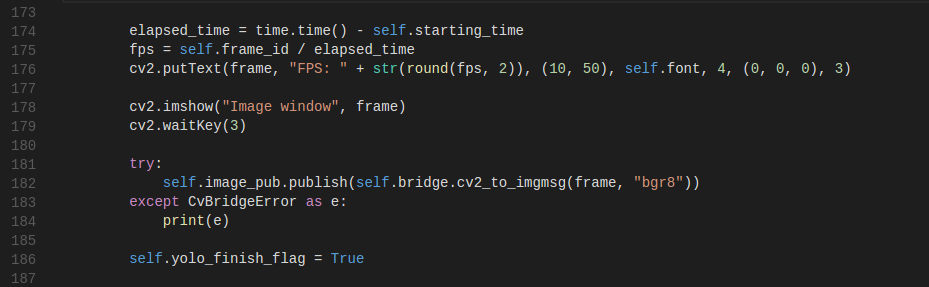 173
174 elapsed_time = time.time() - self.starting_time
175 fps = self.frame_id / elapsed_time
176 cv2.putText(frame, "FPS: " + str(round(fps, 2)), (10, 50), self.font, 4, (0, 0, 0), 3)
177
178 cv2.imshow("Image window", frame)
179 cv2.waitKey(3)
180
181 try:
182     self.image_pub.publish(self.bridge.cv2_to_imgmsg(frame, "bgr8"))
183 except CvBridgeError as e:
184     print(e)
185
186 self.yolo_finish_flag = True
187